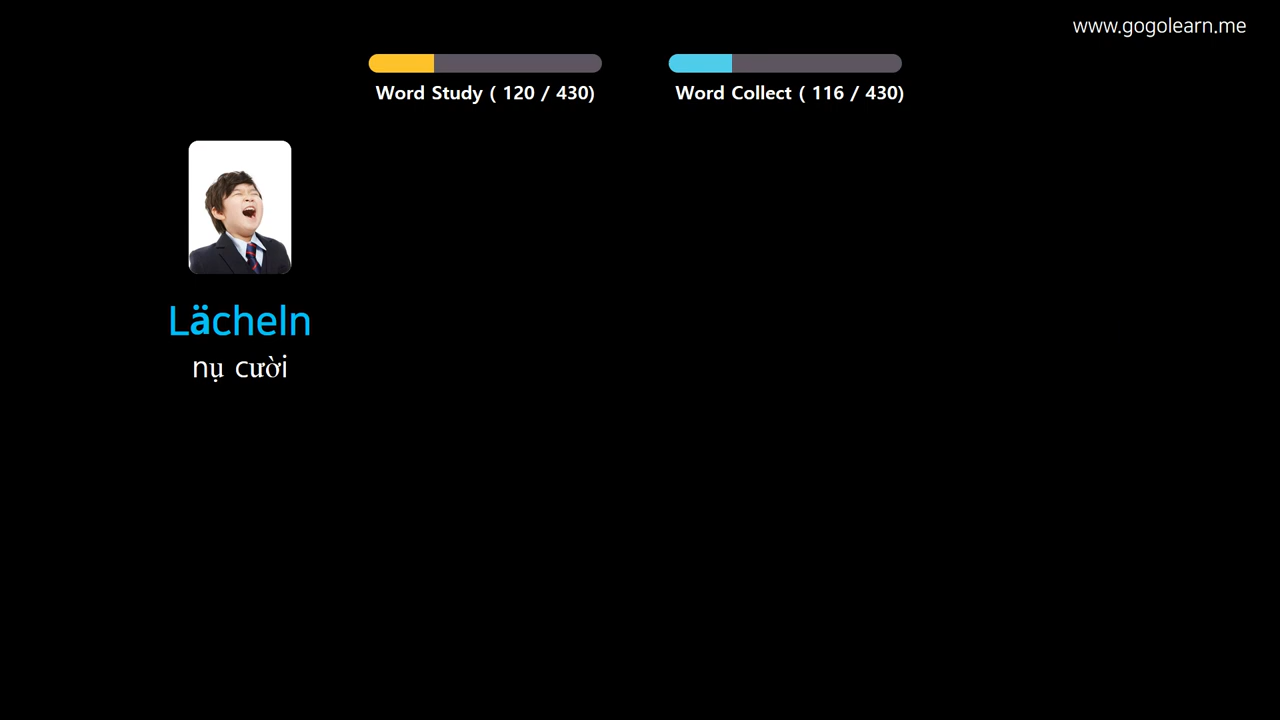 www.gogolearn.me
Word Study ( 120 / 430)
Word Collect ( 116 / 430)
Lächeln
nụ cười